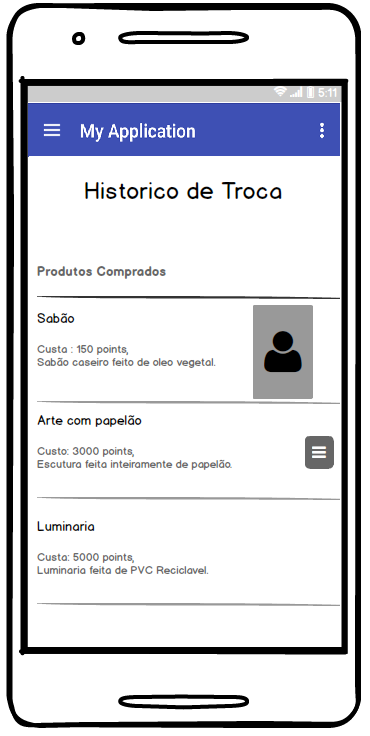 5:11
My Application
Historico de Troca
Produtos Comprados
Sabão
Custa : 150 points,
Sabão caseiro feito de oleo vegetal.
Arte com papelão
Custo: 3000 points,
Escutura feita inteiramente de papelão.
Luminaria
Custa: 5000 points,
Luminaria feita de PVC Reciclavel.